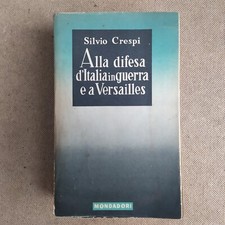 Silvio Crespi
Alla difesa
d'Italia in guerra
e a Versailles
MONDADORI